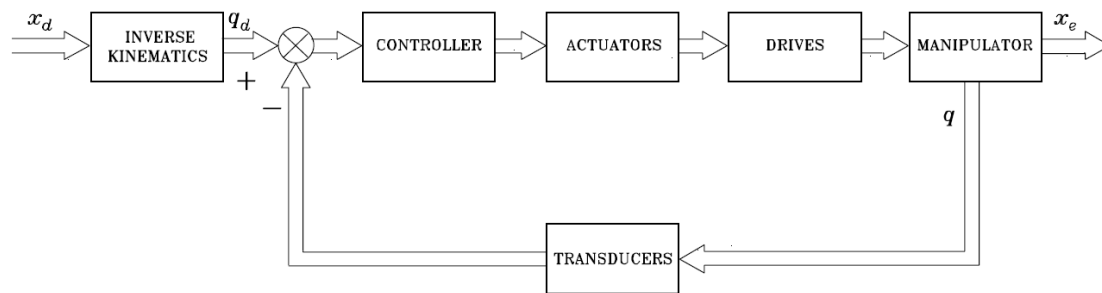 x_d
INVERSE
KINEMATICS
q_d
+
−
CONTROLLER
ACTUATORS
DRIVES
MANIPULATOR
x_e
q
TRANSDUCERS